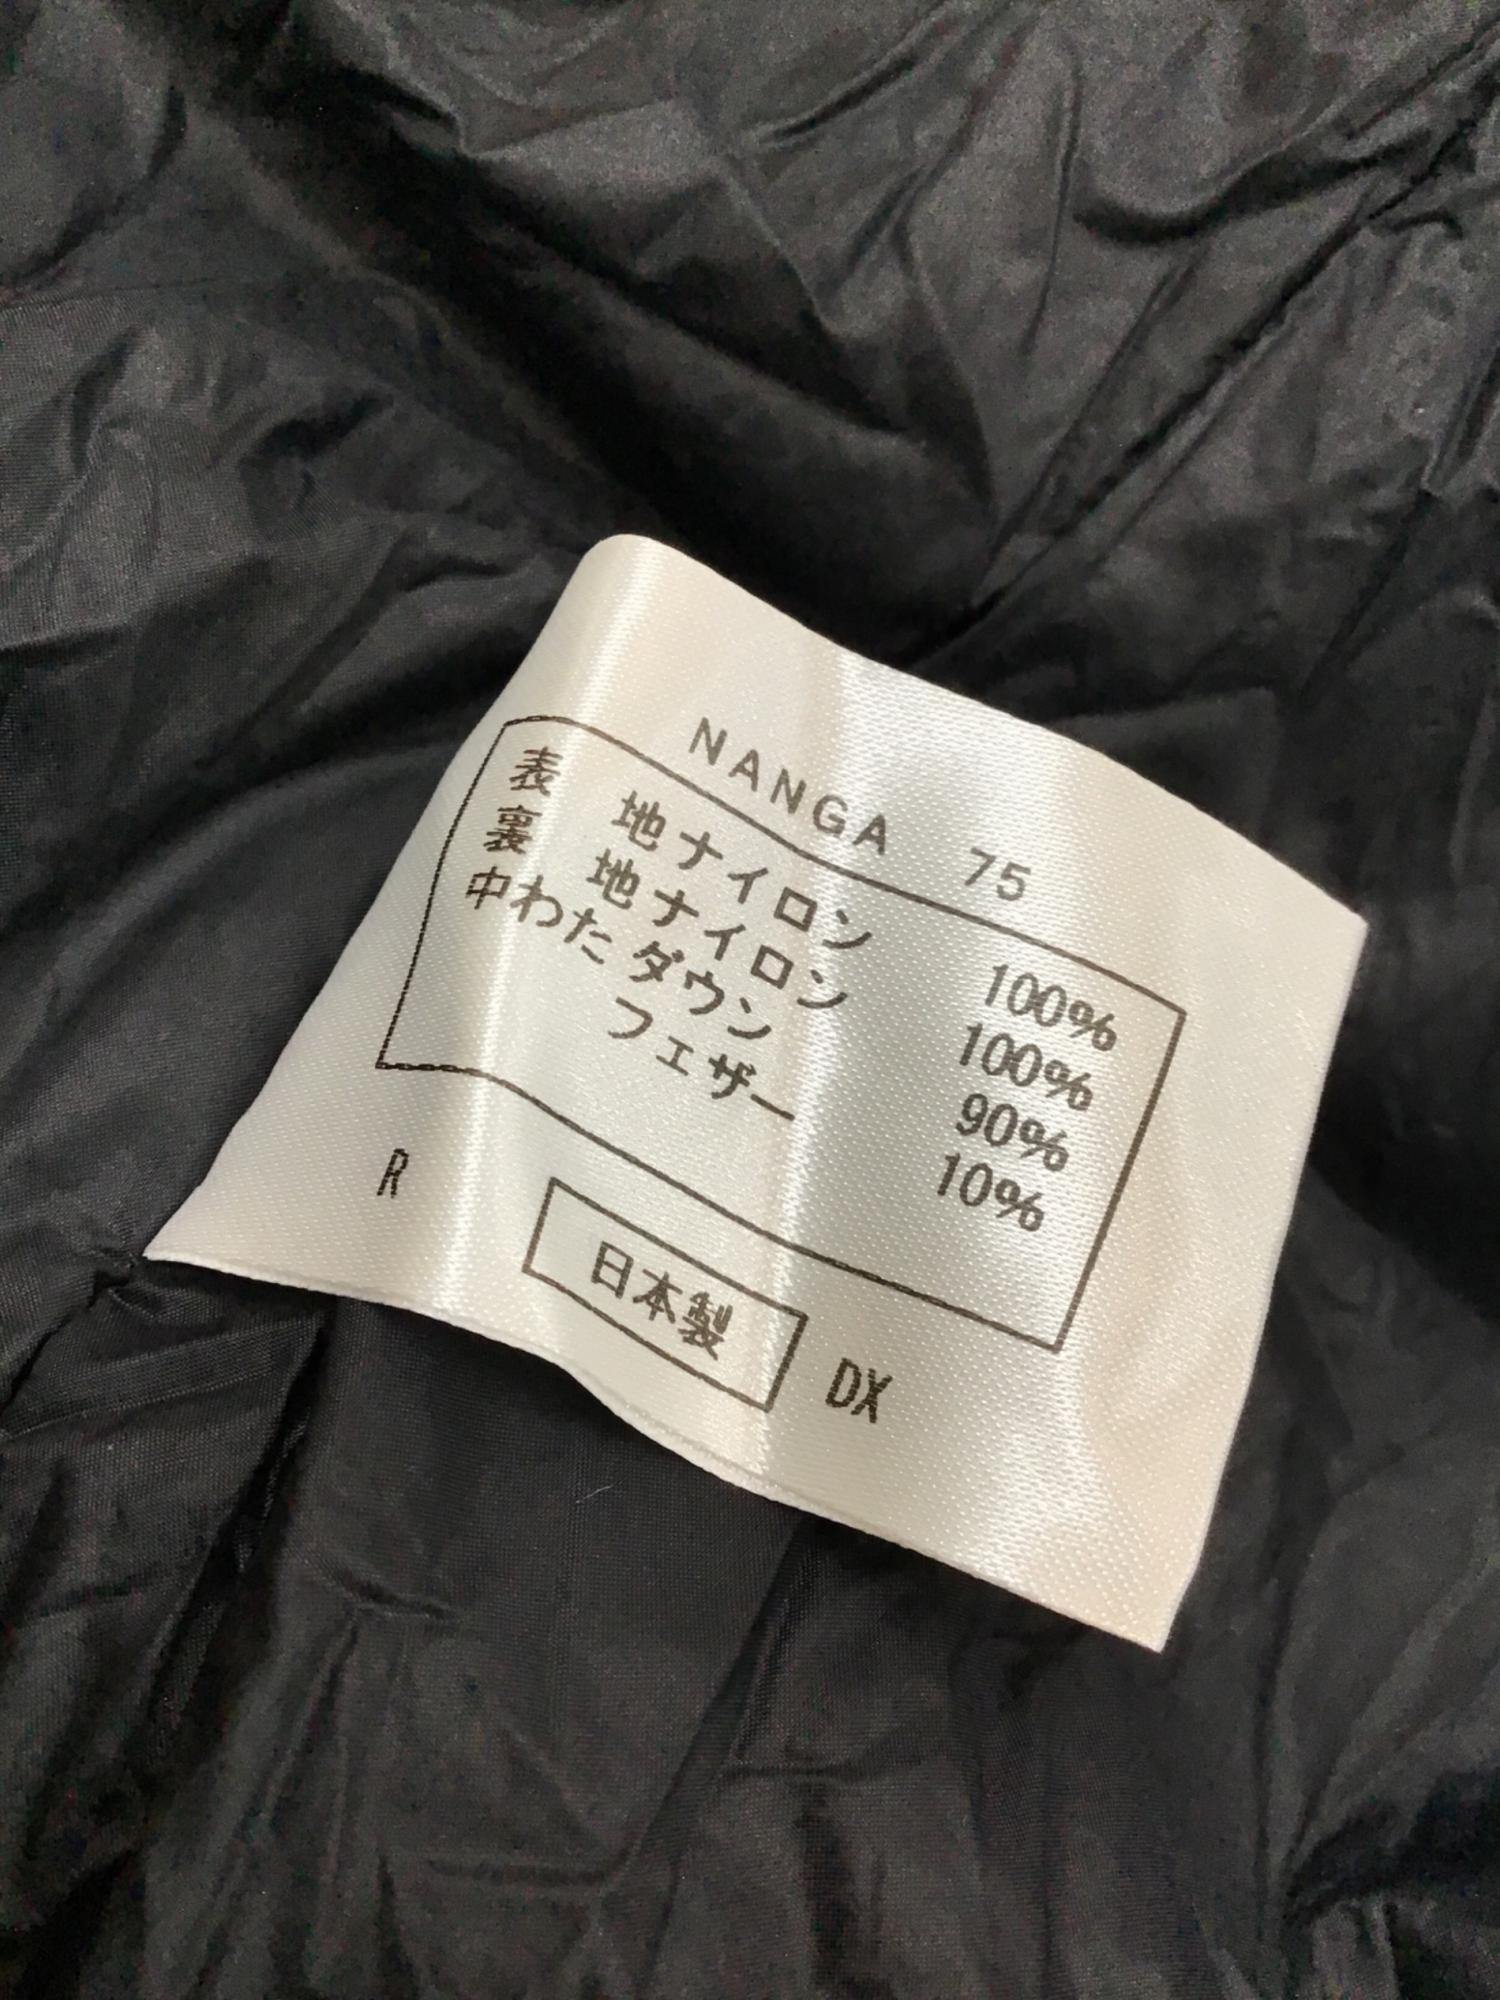 NANGA 75
表 地 ナイロン 100%
裏 地 ナイロン 100%
中わた ダウン 90%
フェザー 10%
R 日本製 DX